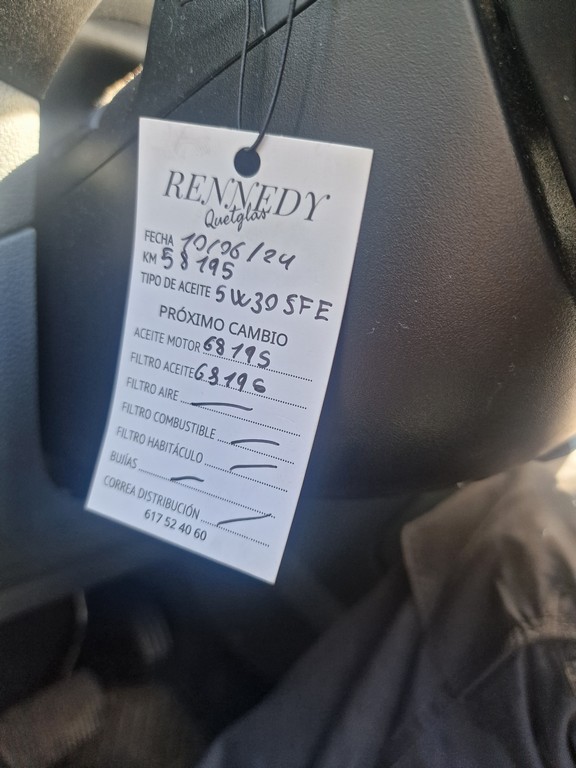 RENNEDY
Quetglas
FECHA 10/06/24
KM 58195
TIPO DE ACEITE 5W30 SFE
PRÓXIMO CAMBIO
ACEITE MOTOR 68195
FILTRO ACEITE 68196
FILTRO AIRE —
FILTRO COMBUSTIBLE —
FILTRO HABITÁCULO —
BUJÍAS —
CORREA DISTRIBUCIÓN —
617 52 40 60